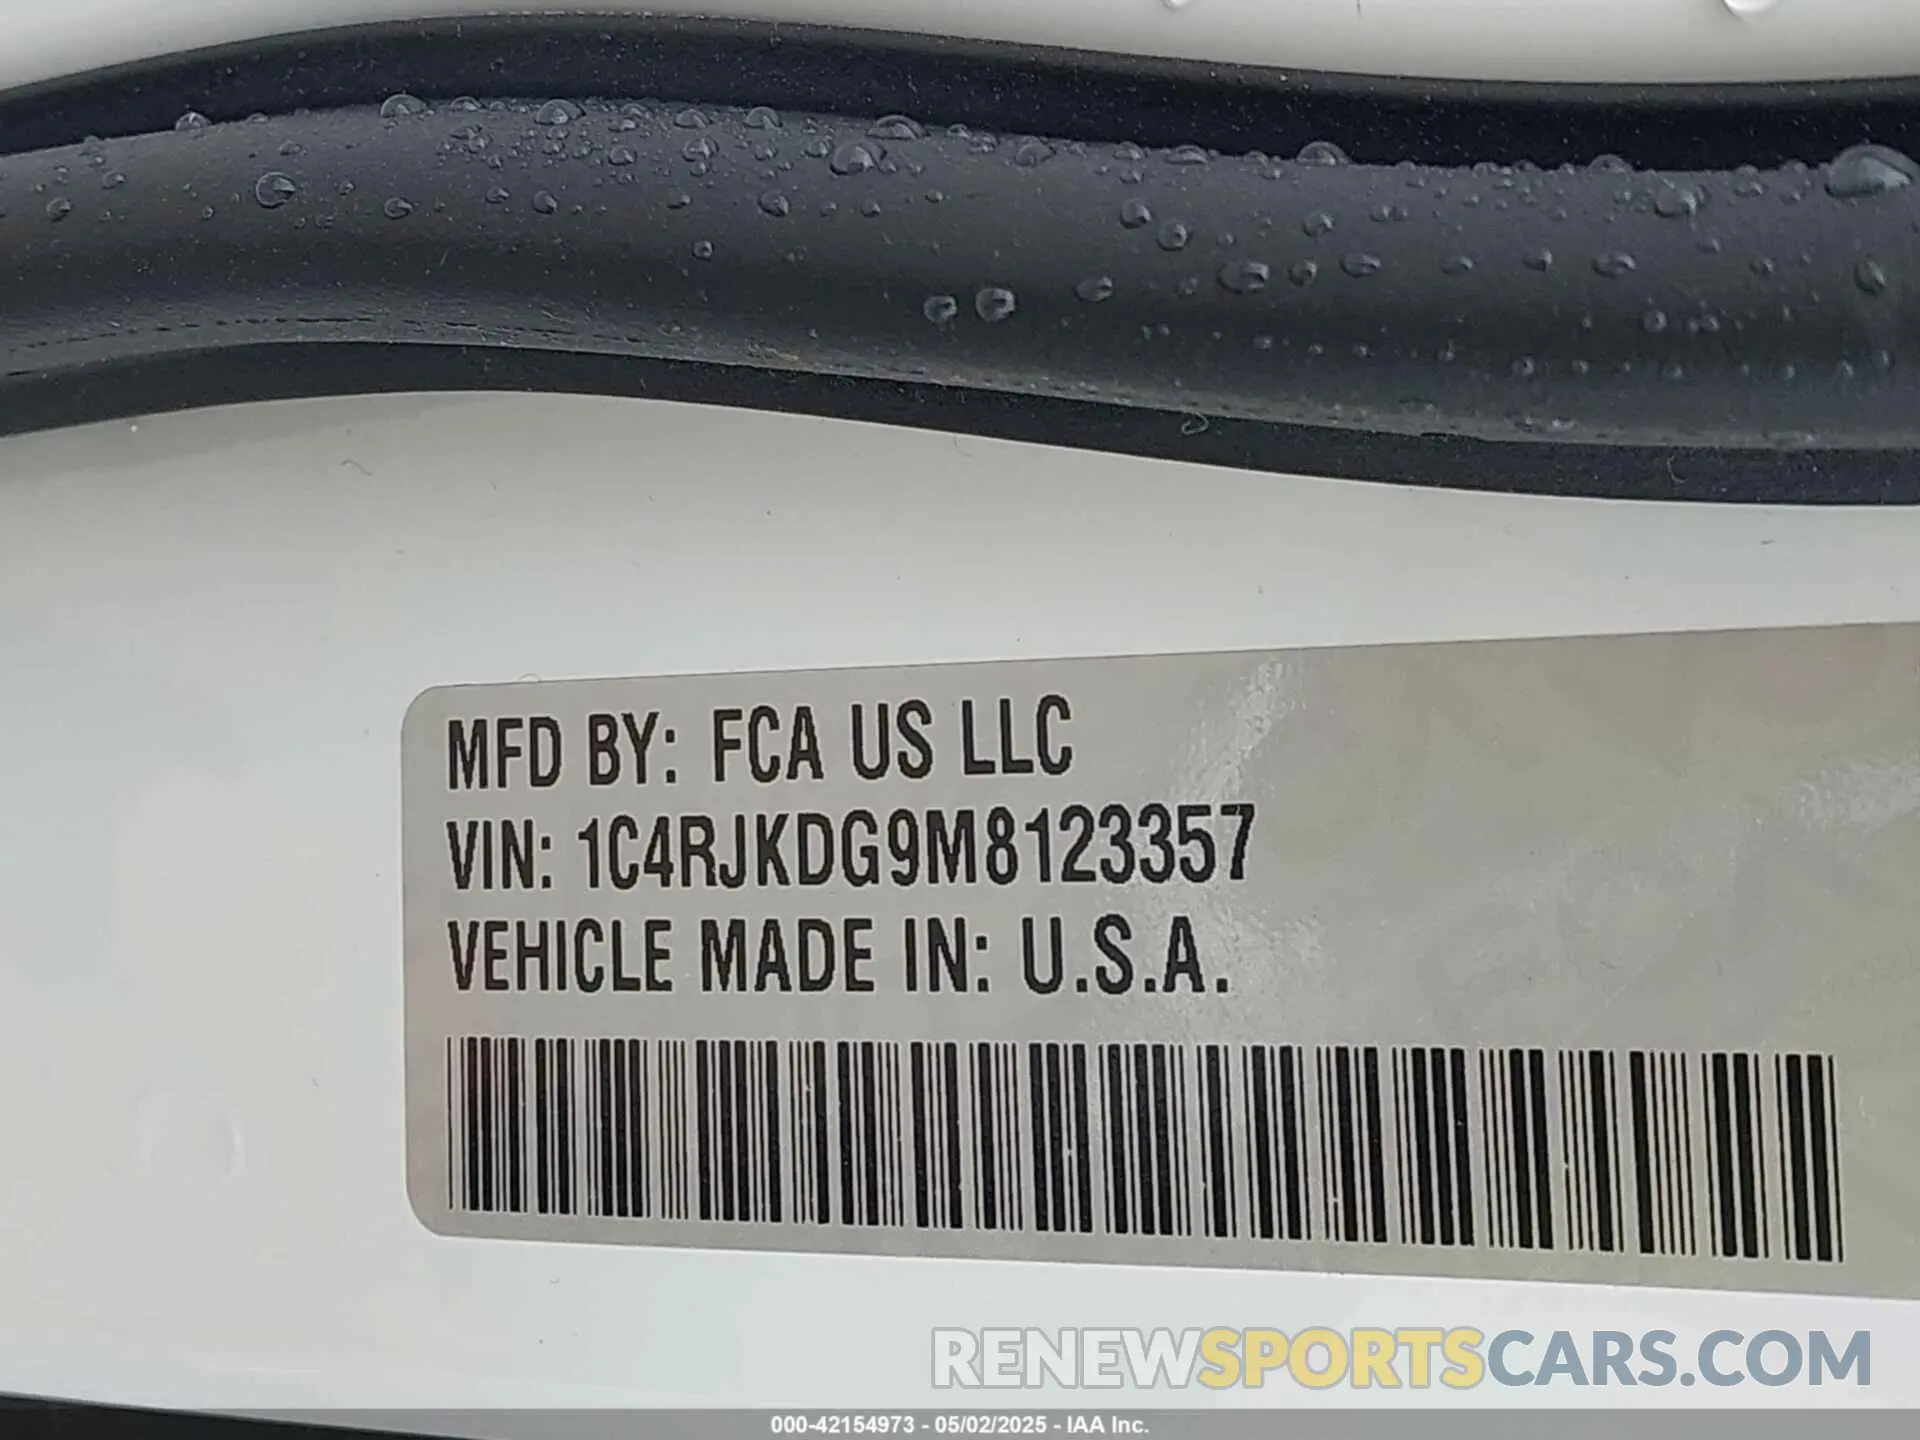 MFD BY: FCA US LLC
VIN: 1C4RJKDG9M8123357
VEHICLE MADE IN: U.S.A.
RENEWSPORTSCARS.COM
000-42154973 - 05/02/2025 - IAA Inc.